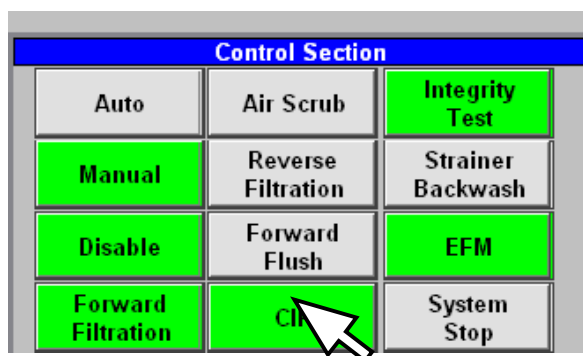 Control Section
Auto
Air Scrub
Integrity
Test
Manual
Reverse
Filtration
Strainer
Backwash
Disable
Forward
Flush
EFM
Forward
Filtration
System
Stop